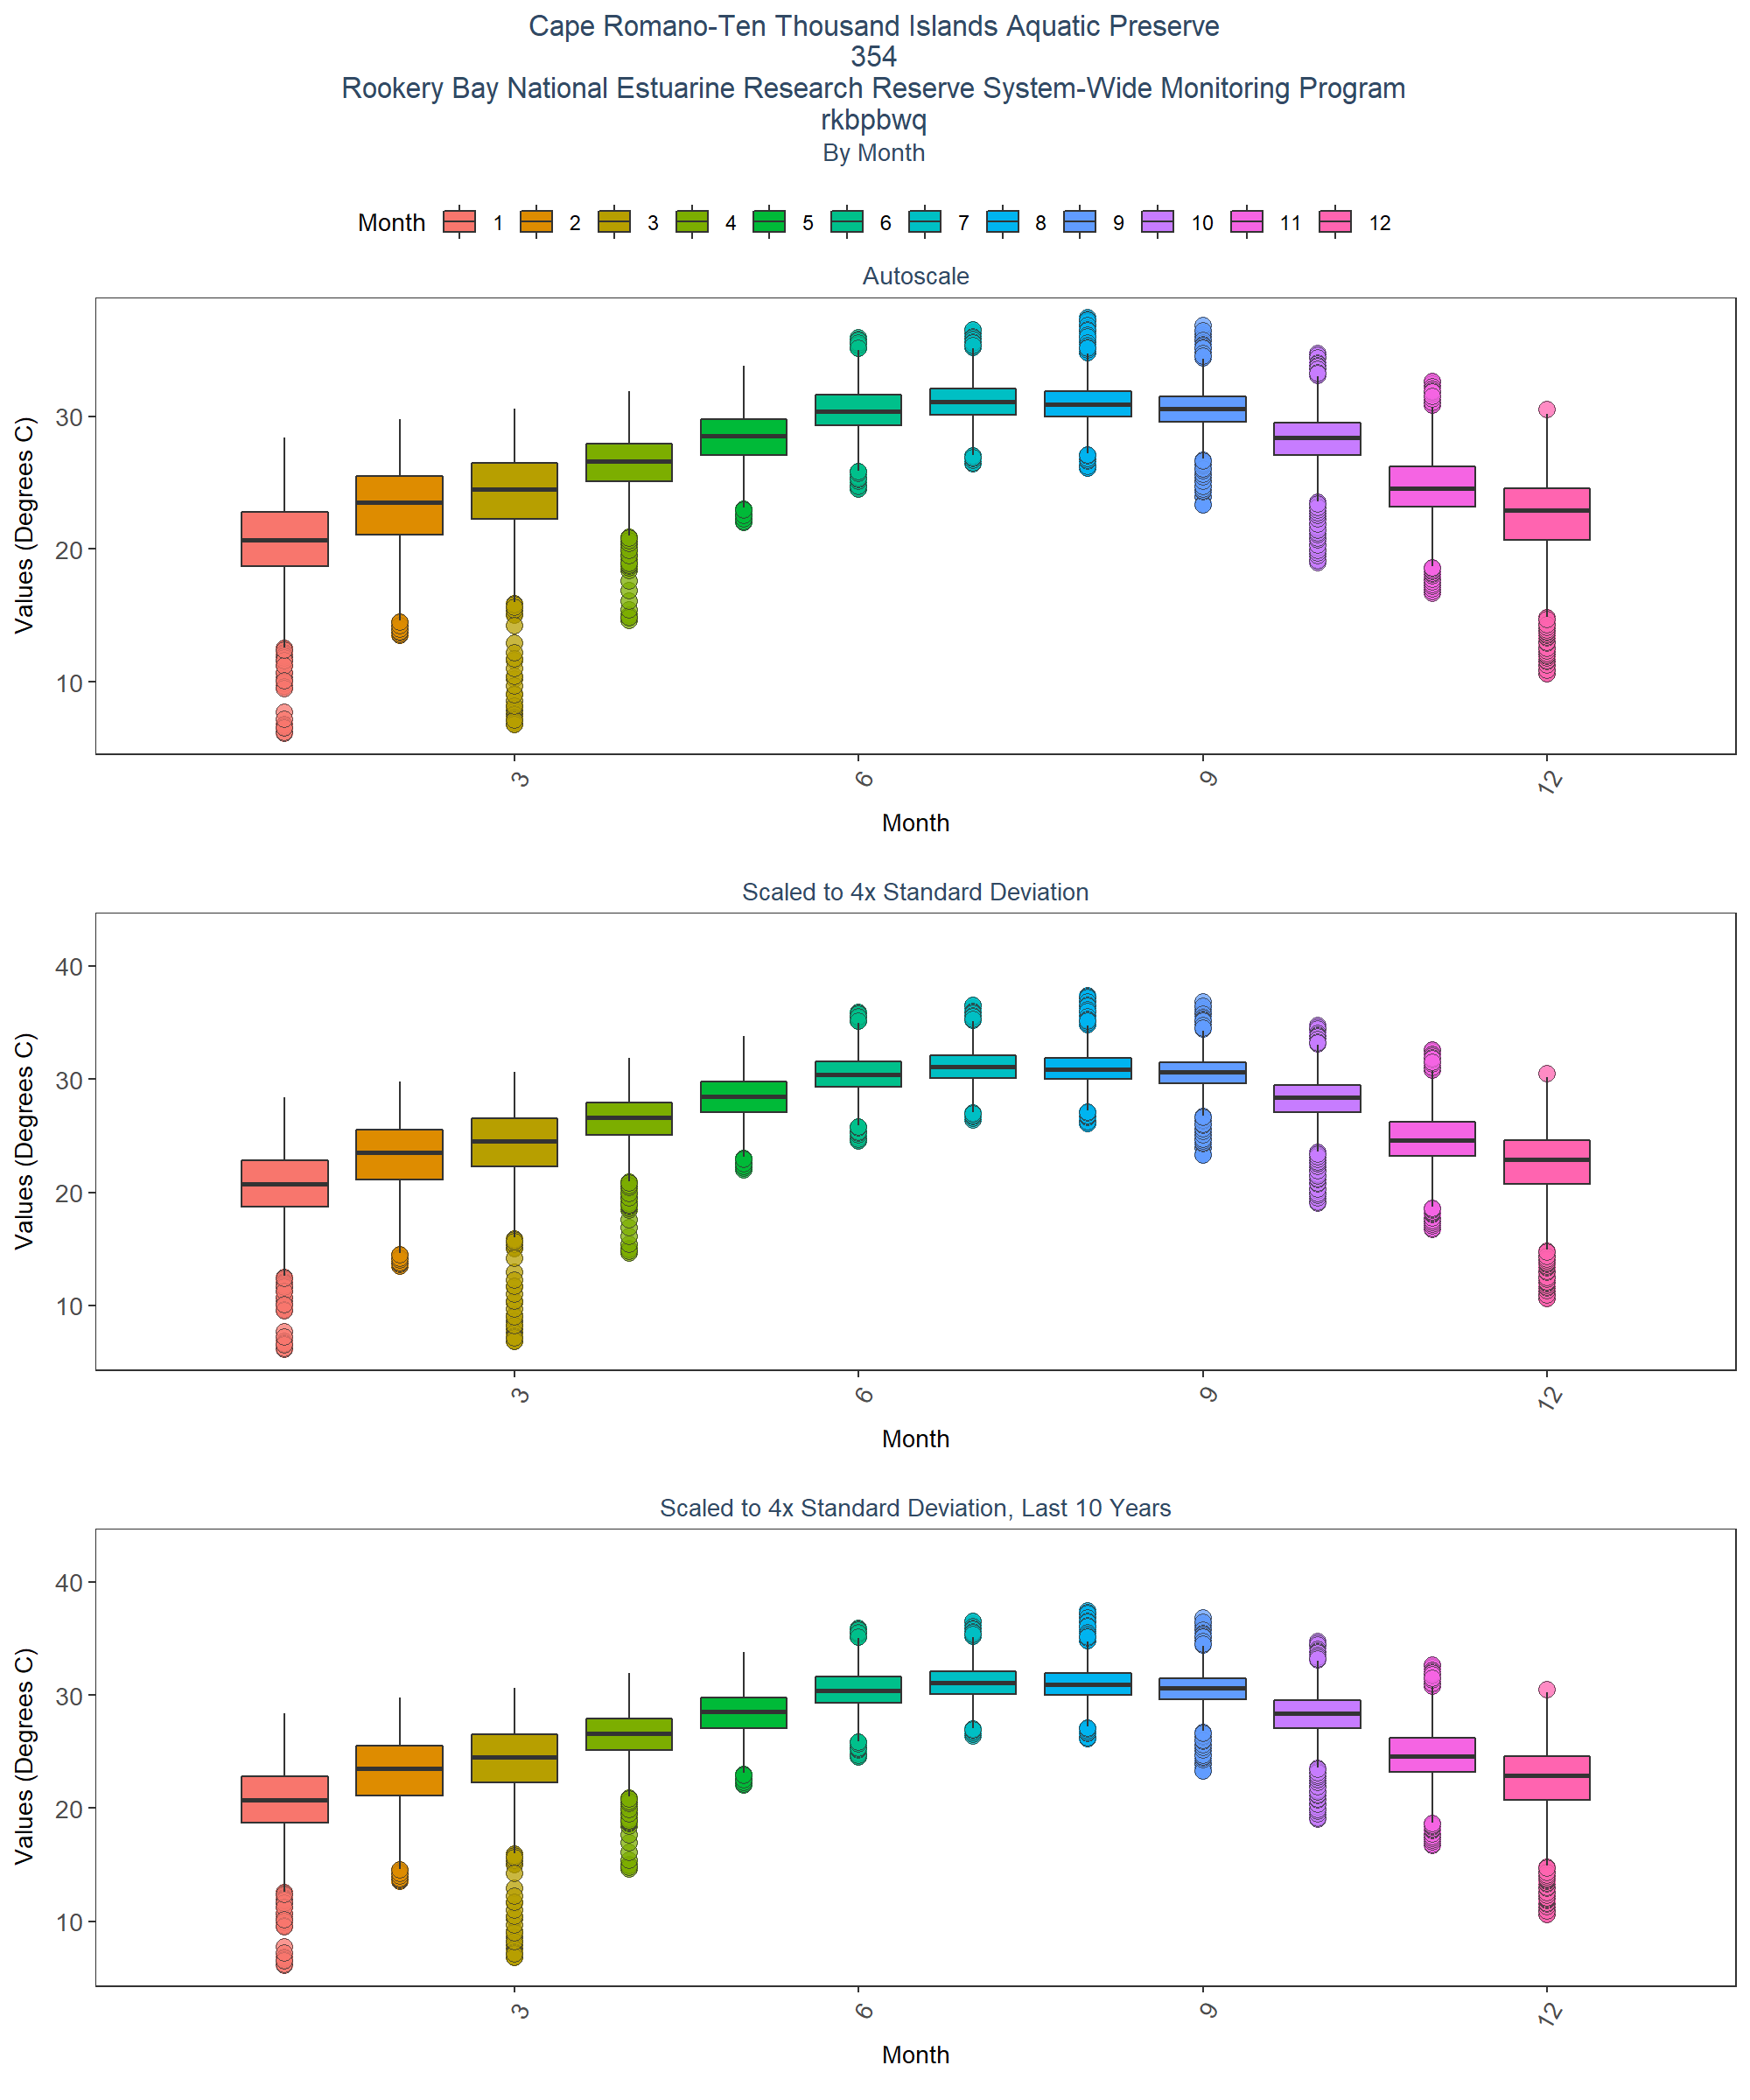 Cape Romano-Ten Thousand Islands Aquatic Preserve
354
Rookery Bay National Estuarine Research Reserve System-Wide Monitoring Program
rkbpbwq
By Month
Month 1 2 3 4 5 6 7 8 9 10 11 12
Autoscale
Values (Degrees C)
30
20
10
3 6 9 12
Month
Scaled to 4x Standard Deviation
Values (Degrees C)
40
30
20
10
3 6 9 12
Month
Scaled to 4x Standard Deviation, Last 10 Years
Values (Degrees C)
40
30
20
10
3 6 9 12
Month